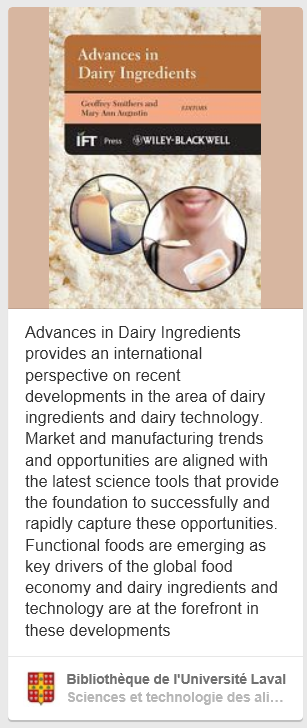 Advances in
Dairy Ingredients
Geoffrey Smithers and
Mary Ann Augustin
EDITORS
IFT Press WILEY-BLACKWELL
Advances in Dairy Ingredients
provides an international
perspective on recent
developments in the area of dairy
ingredients and dairy technology.
Market and manufacturing trends
and opportunities are aligned with
the latest science tools that provide
the foundation to successfully and
rapidly capture these opportunities.
Functional foods are emerging as
key drivers of the global food
economy and dairy ingredients and
technology are at the forefront in
these developments
Bibliothèque de l'Université Laval
Sciences et technologie des ali...